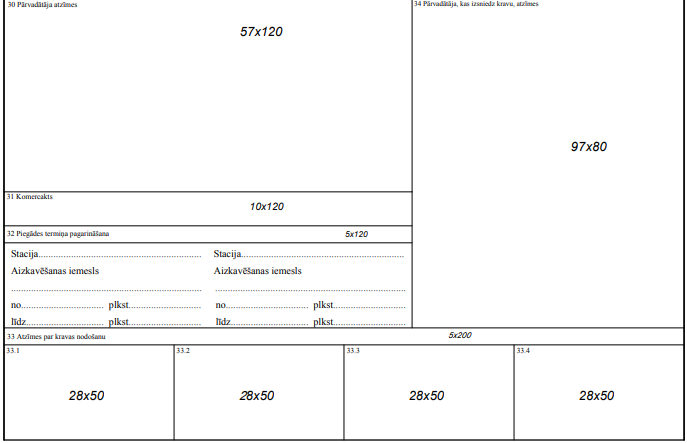 30 Pārvadātāja atzīmes
57x120
34 Pārvadātāja, kas izsniedz kravu, atzīmes
97x80
31 Komercakts
10x120
32 Piegādes termiņa pagarināšana
5x120
Stacija.................................................................. Stacija..................................................................
Aizkavēšanas iemesls Aizkavēšanas iemesls
............................................................................. .............................................................................
no................................. plkst............................. no................................. plkst.............................
līdz............................... plkst............................. līdz............................... plkst.............................
33 Atzīmes par kravas nodošanu
5x200
33.1 33.2 33.3 33.4
28x50 28x50 28x50 28x50